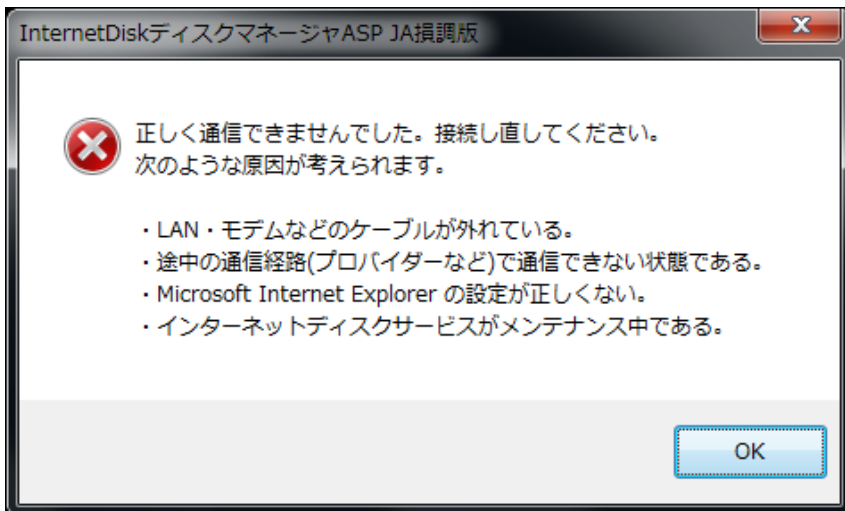 InternetDiskディスクマネージャASP JA損調版
正しく通信できませんでした。接続し直してください。
次のような原因が考えられます。
・LAN・モデムなどのケーブルが外れている。
・途中の通信経路(プロバイダーなど)で通信できない状態である。
・Microsoft Internet Explorer の設定が正しくない。
・インターネットディスクサービスがメンテナンス中である。
OK